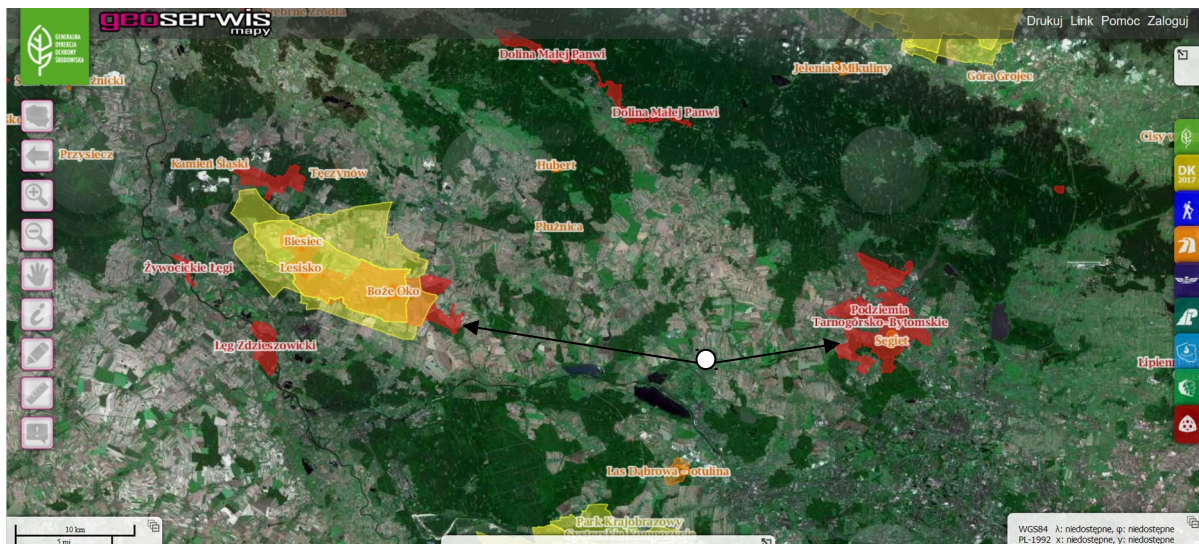 GENERALNA
DYREKCJA
OCHRONY
ŚRODOWISKA
geoserwis
mapy
Drukuj Link Pomoc Zaloguj
Dolina Małej Panwi
Jeleniak Mikuliny
Góra Grojec
Dolina Małej Panwi
Przysiecz
Kamień Śląski
Tęczynów
Hubert
DK
2017
Płużnica
Biesiec
Lesisko
Żywocickie Łęgi
Boże Oko
Podziemia
Tarnogórsko-Bytomskie
Segiet
Łęg Zdzieszowicki
Las Dąbrowa - otulina
Park Krajobrazowy
10 km
5 mi
WGS84 λ: niedostępne, φ: niedostępne
PL-1992 x: niedostępne, y: niedostępne